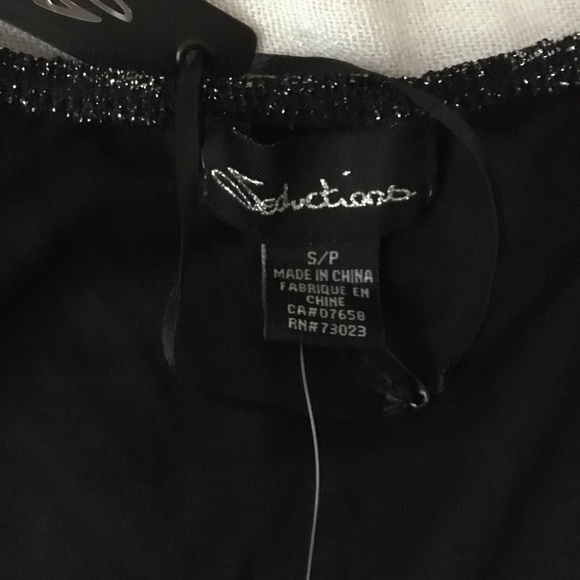 Seductions
S/P
MADE IN CHINA
FABRIQUE EN
CHINE
CA#07658
RN#73023